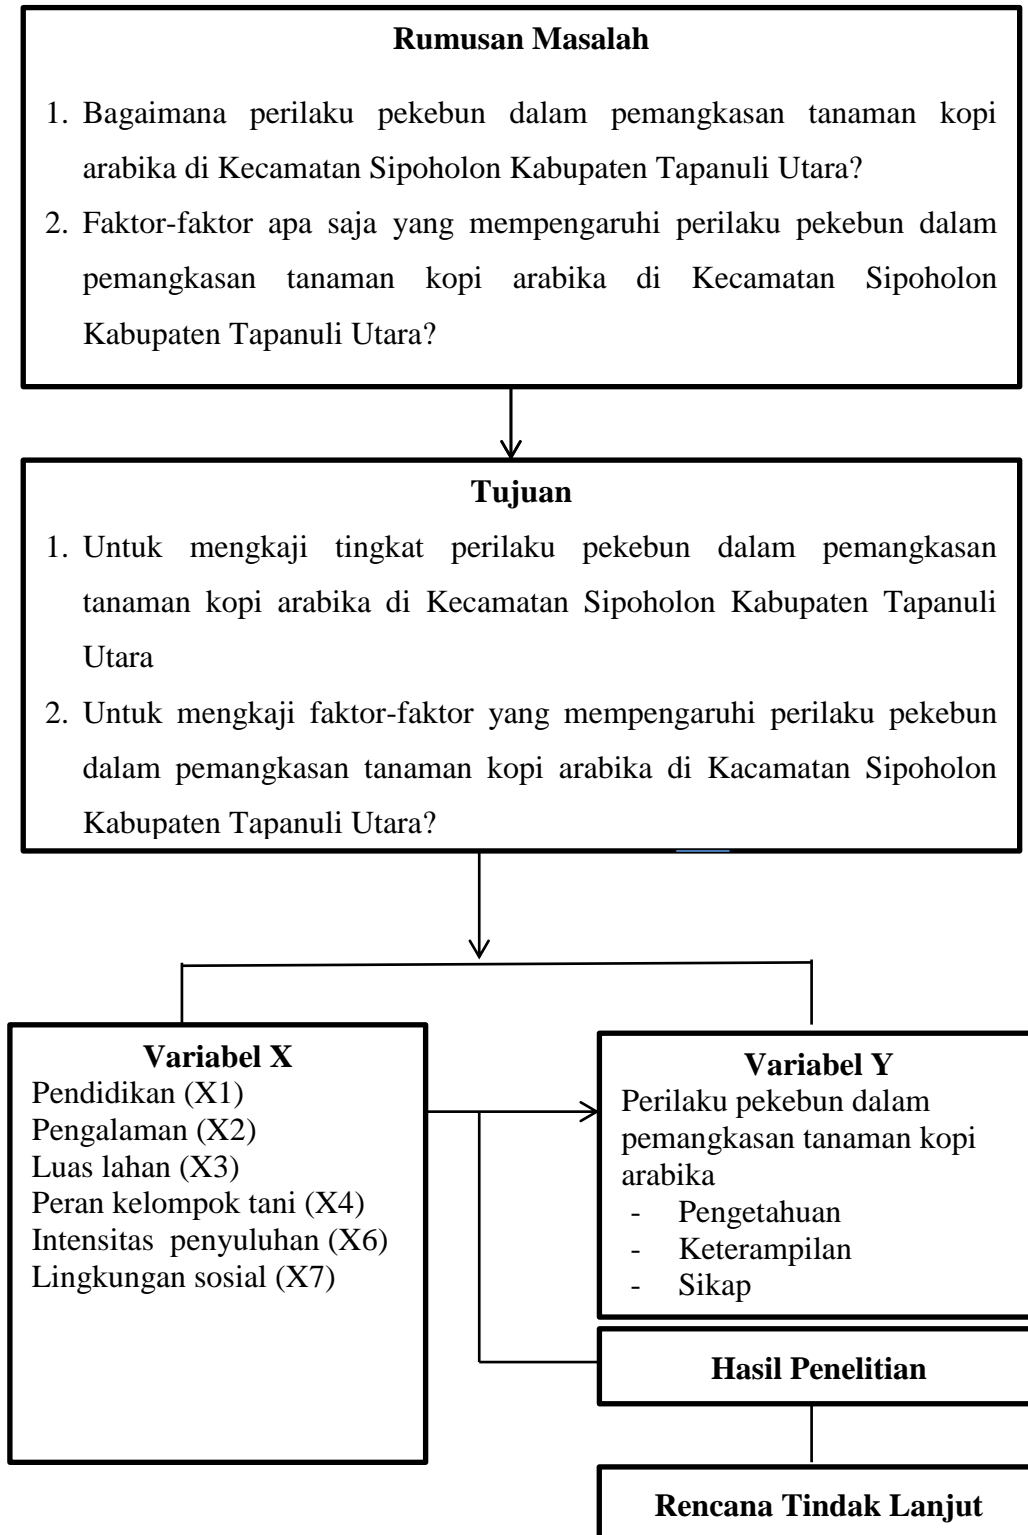 Rumusan Masalah
1. Bagaimana perilaku pekebun dalam pemangkasan tanaman kopi
arabika di Kecamatan Sipoholon Kabupaten Tapanuli Utara?
2. Faktor-faktor apa saja yang mempengaruhi perilaku pekebun dalam
pemangkasan tanaman kopi arabika di Kecamatan Sipoholon
Kabupaten Tapanuli Utara?
Tujuan
1. Untuk mengkaji tingkat perilaku pekebun dalam pemangkasan
tanaman kopi arabika di Kecamatan Sipoholon Kabupaten Tapanuli
Utara
2. Untuk mengkaji faktor-faktor yang mempengaruhi perilaku pekebun
dalam pemangkasan tanaman kopi arabika di Kacamatan Sipoholon
Kabupaten Tapanuli Utara?
Variabel X
Pendidikan (X1)
Pengalaman (X2)
Luas lahan (X3)
Peran kelompok tani (X4)
Intensitas penyuluhan (X6)
Lingkungan sosial (X7)
Variabel Y
Perilaku pekebun dalam
pemangkasan tanaman kopi
arabika
- Pengetahuan
- Keterampilan
- Sikap
Hasil Penelitian
Rencana Tindak Lanjut